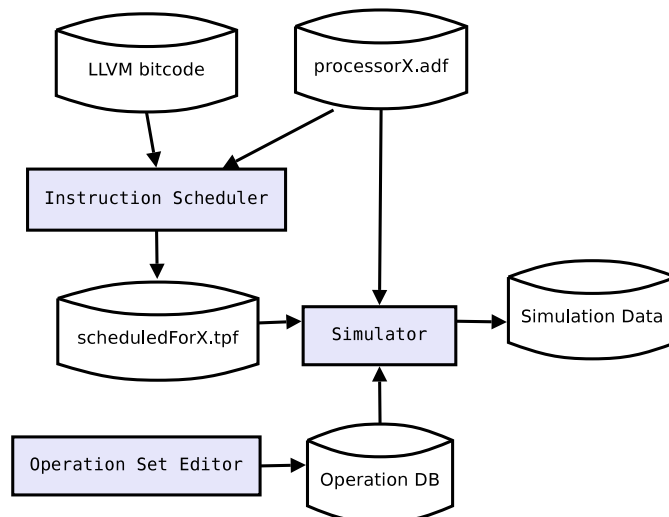 LLVM bitcode
processorX.adf
Instruction Scheduler
scheduledForX.tpf
Simulator
Simulation Data
Operation Set Editor
Operation DB